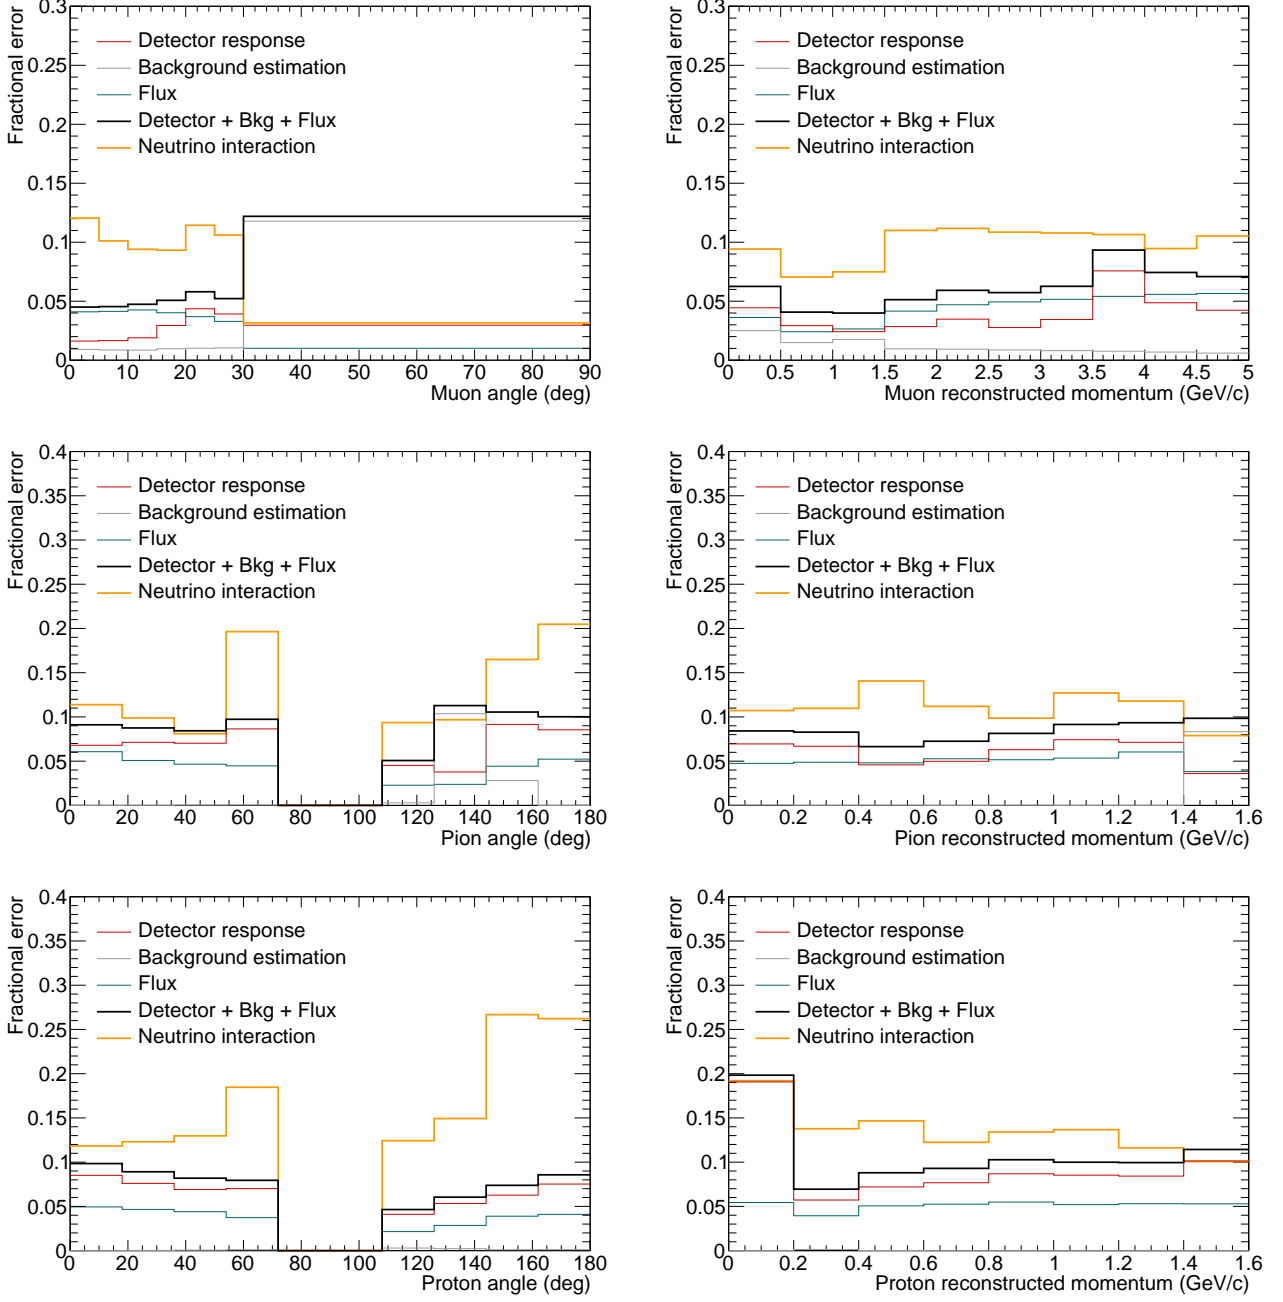 Fractional error
0.3
0.25
0.2
0.15
0.1
0.05
0
Detector response
Background estimation
Flux
Detector + Bkg + Flux
Neutrino interaction
0 10 20 30 40 50 60 70 80 90
Muon angle (deg)
Fractional error
0.3
0.25
0.2
0.15
0.1
0.05
0
Detector response
Background estimation
Flux
Detector + Bkg + Flux
Neutrino interaction
0 0.5 1 1.5 2 2.5 3 3.5 4 4.5 5
Muon reconstructed momentum (GeV/c)
Fractional error
0.4
0.35
0.3
0.25
0.2
0.15
0.1
0.05
0
Detector response
Background estimation
Flux
Detector + Bkg + Flux
Neutrino interaction
0 20 40 60 80 100 120 140 160 180
Pion angle (deg)
Fractional error
0.4
0.35
0.3
0.25
0.2
0.15
0.1
0.05
0
Detector response
Background estimation
Flux
Detector + Bkg + Flux
Neutrino interaction
0 0.2 0.4 0.6 0.8 1 1.2 1.4 1.6
Pion reconstructed momentum (GeV/c)
Fractional error
0.4
0.35
0.3
0.25
0.2
0.15
0.1
0.05
0
Detector response
Background estimation
Flux
Detector + Bkg + Flux
Neutrino interaction
0 20 40 60 80 100 120 140 160 180
Proton angle (deg)
Fractional error
0.4
0.35
0.3
0.25
0.2
0.15
0.1
0.05
0
Detector response
Background estimation
Flux
Detector + Bkg + Flux
Neutrino interaction
0 0.2 0.4 0.6 0.8 1 1.2 1.4 1.6
Proton reconstructed momentum (GeV/c)